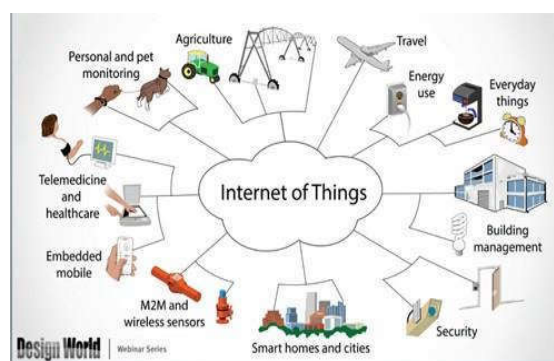 Agriculture
Travel
Personal and pet
monitoring
Energy
use
Everyday
things
Telemedicine
and
healthcare
Internet of Things
Building
management
Embedded
mobile
M2M and
wireless sensors
Smart homes and cities
Security
Design World | Webinar Series